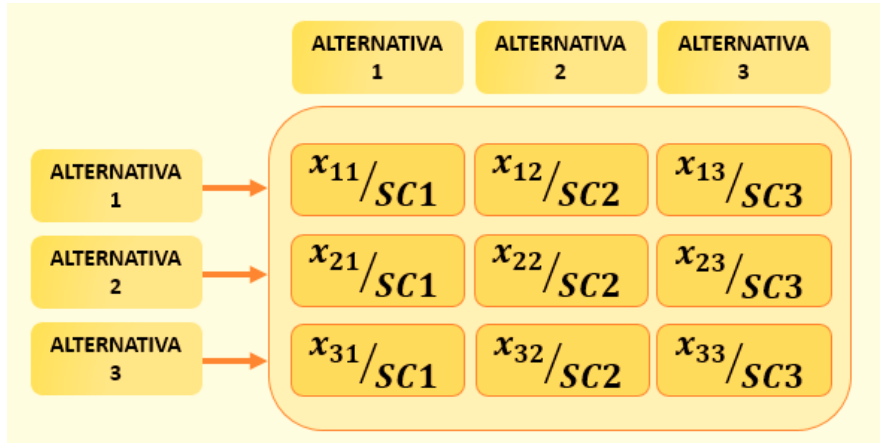 ALTERNATIVA
1
ALTERNATIVA
2
ALTERNATIVA
3
ALTERNATIVA
1
x₁₁/SC1
x₁₂/SC2
x₁₃/SC3
ALTERNATIVA
2
x₂₁/SC1
x₂₂/SC2
x₂₃/SC3
ALTERNATIVA
3
x₃₁/SC1
x₃₂/SC2
x₃₃/SC3